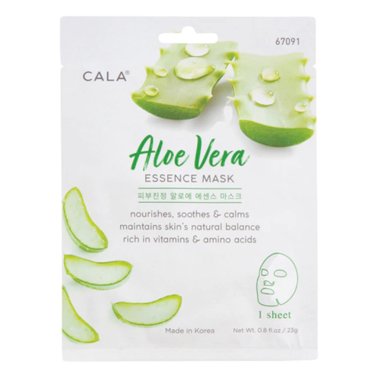 67091
CALA®
Aloe Vera
ESSENCE MASK
피부진정 알로에 에센스 마스크
nourishes, soothes & calms
maintains skin's natural balance
rich in vitamins & amino acids
1 sheet
Made in Korea
Net Wt. 0.8 fl.oz / 23g